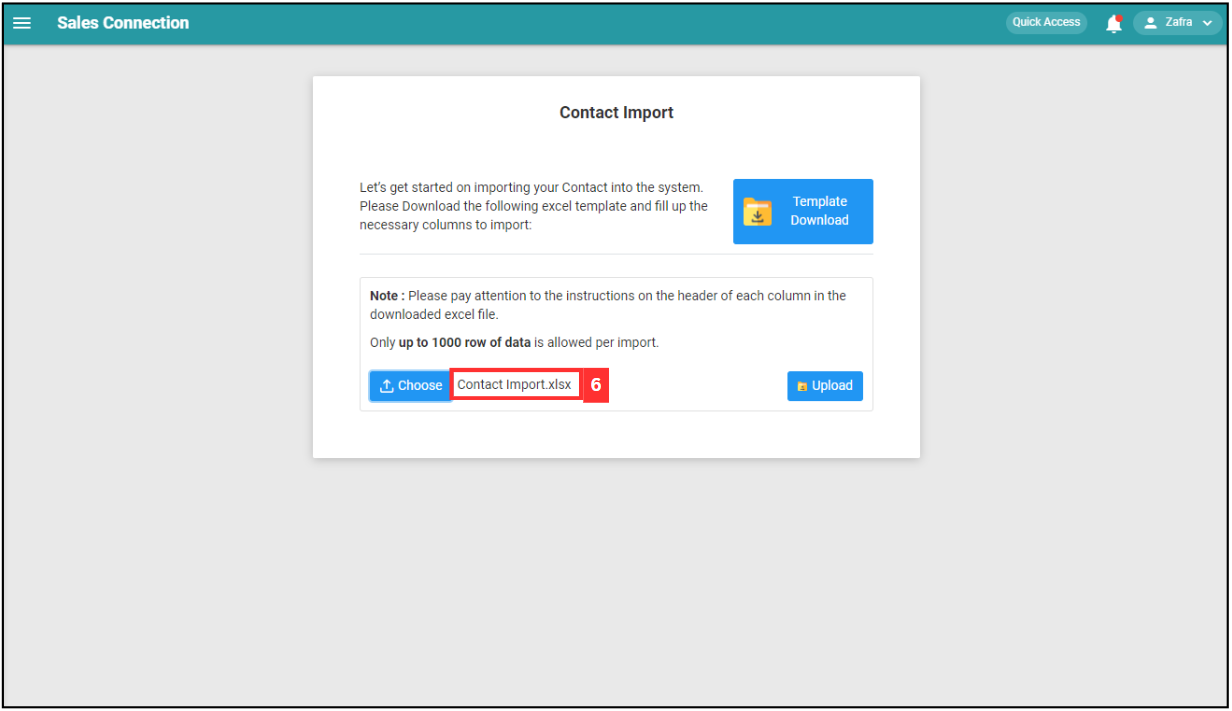 Sales Connection
Quick Access
Zafra
Contact Import
Let's get started on importing your Contact into the system.
Please Download the following excel template and fill up the
necessary columns to import:
Template
Download
Note : Please pay attention to the instructions on the header of each column in the
downloaded excel file.
Only up to 1000 row of data is allowed per import.
Choose
Contact Import.xlsx
6
Upload